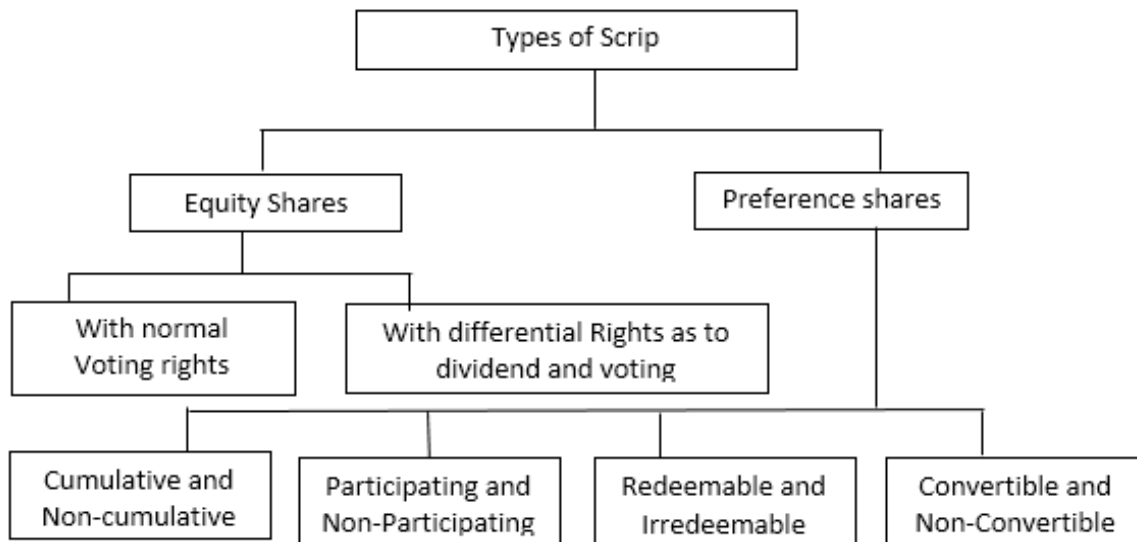 Types of Scrip
Equity Shares
Preference shares
With normal
Voting rights
With differential Rights as to
dividend and voting
Cumulative and
Non-cumulative
Participating and
Non-Participating
Redeemable and
Irredeemable
Convertible and
Non-Convertible